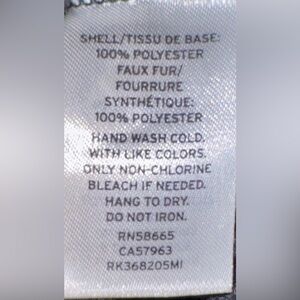 SHELL/TISSU DE BASE:
100% POLYESTER
FAUX FUR/
FOURRURE
SYNTHÉTIQUE:
100% POLYESTER
HAND WASH COLD.
WITH LIKE COLORS.
ONLY NON-CHLORINE
BLEACH IF NEEDED.
HANG TO DRY.
DO NOT IRON.
RN58665
CA57963
RK368205MI